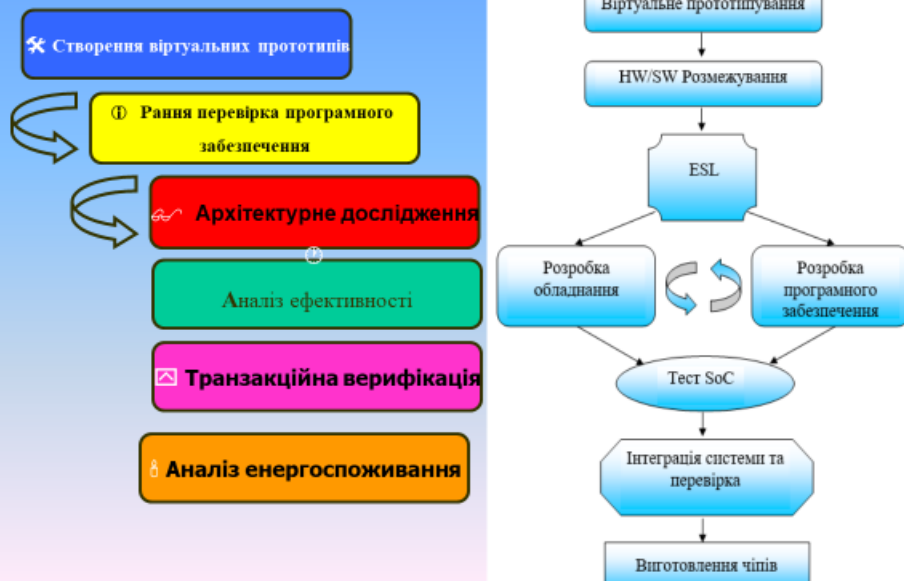 Створення віртуальних прототипів
Рання перевірка програмного
забезпечення
Архітектурне дослідження
Аналіз ефективності
Транзакційна верифікація
Аналіз енергоспоживання
Віртуальне прототипування
HW/SW Розмежування
ESL
Розробка
обладнання
Розробка
програмного
забезпечення
Тест SoC
Інтеграція системи та
перевірка
Виготовлення чіпів